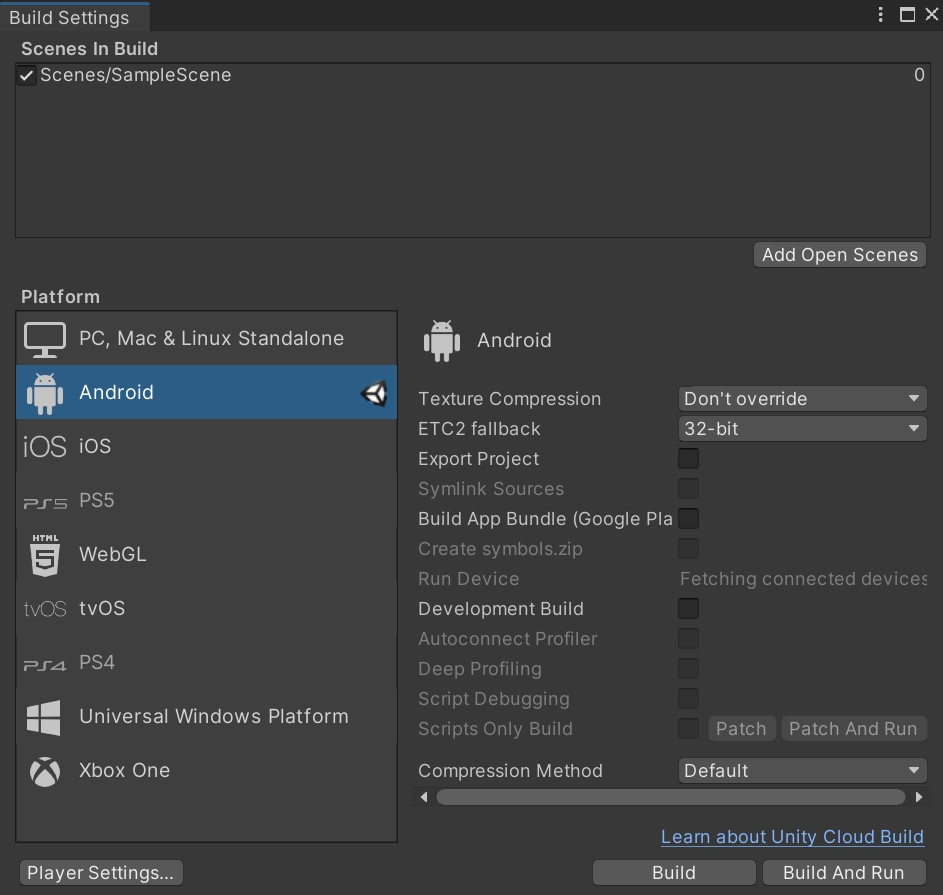 Build Settings
Scenes In Build
Scenes/SampleScene 0
Add Open Scenes
Platform
PC, Mac & Linux Standalone
Android
iOS iOS
PS5 PS5
HTML 5 WebGL
tvOS tvOS
PS4 PS4
Universal Windows Platform
Xbox One
Android
Texture Compression Don't override
ETC2 fallback 32-bit
Export Project
Symlink Sources
Build App Bundle (Google Pla
Create symbols.zip
Run Device Fetching connected devices
Development Build
Autoconnect Profiler
Deep Profiling
Script Debugging
Scripts Only Build Patch Patch And Run
Compression Method Default
Learn about Unity Cloud Build
Player Settings... Build Build And Run